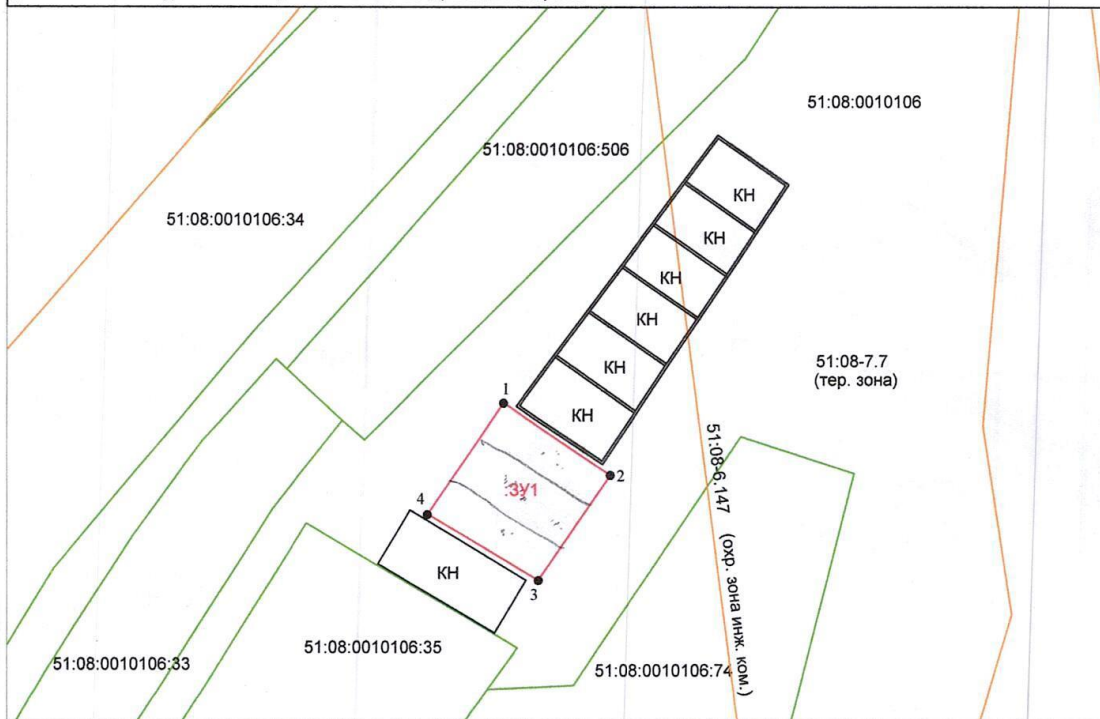 51:08:0010106
51:08:0010106:506
КН
51:08:0010106:34
КН
КН
КН
51:08-7.7
(тер. зона)
КН
1
КН
51:08-6.147 (охр. зона инж. ком.)
2
:ЗУ1
4
КН
3
51:08:0010106:35
51:08:0010106:33
51:08:0010106:74